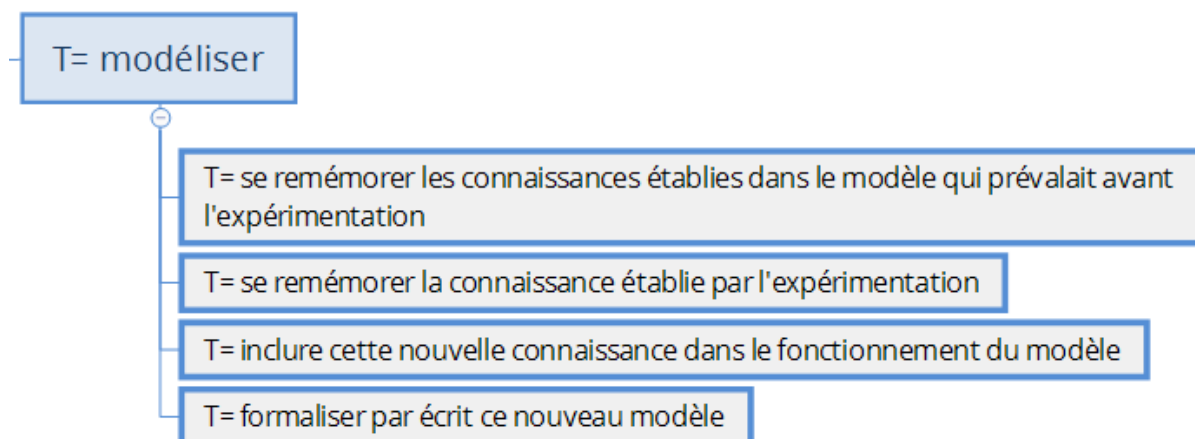 T= modéliser
T= se remémorer les connaissances établies dans le modèle qui prévalait avant
l'expérimentation
T= se remémorer la connaissance établie par l'expérimentation
T= inclure cette nouvelle connaissance dans le fonctionnement du modèle
T= formaliser par écrit ce nouveau modèle